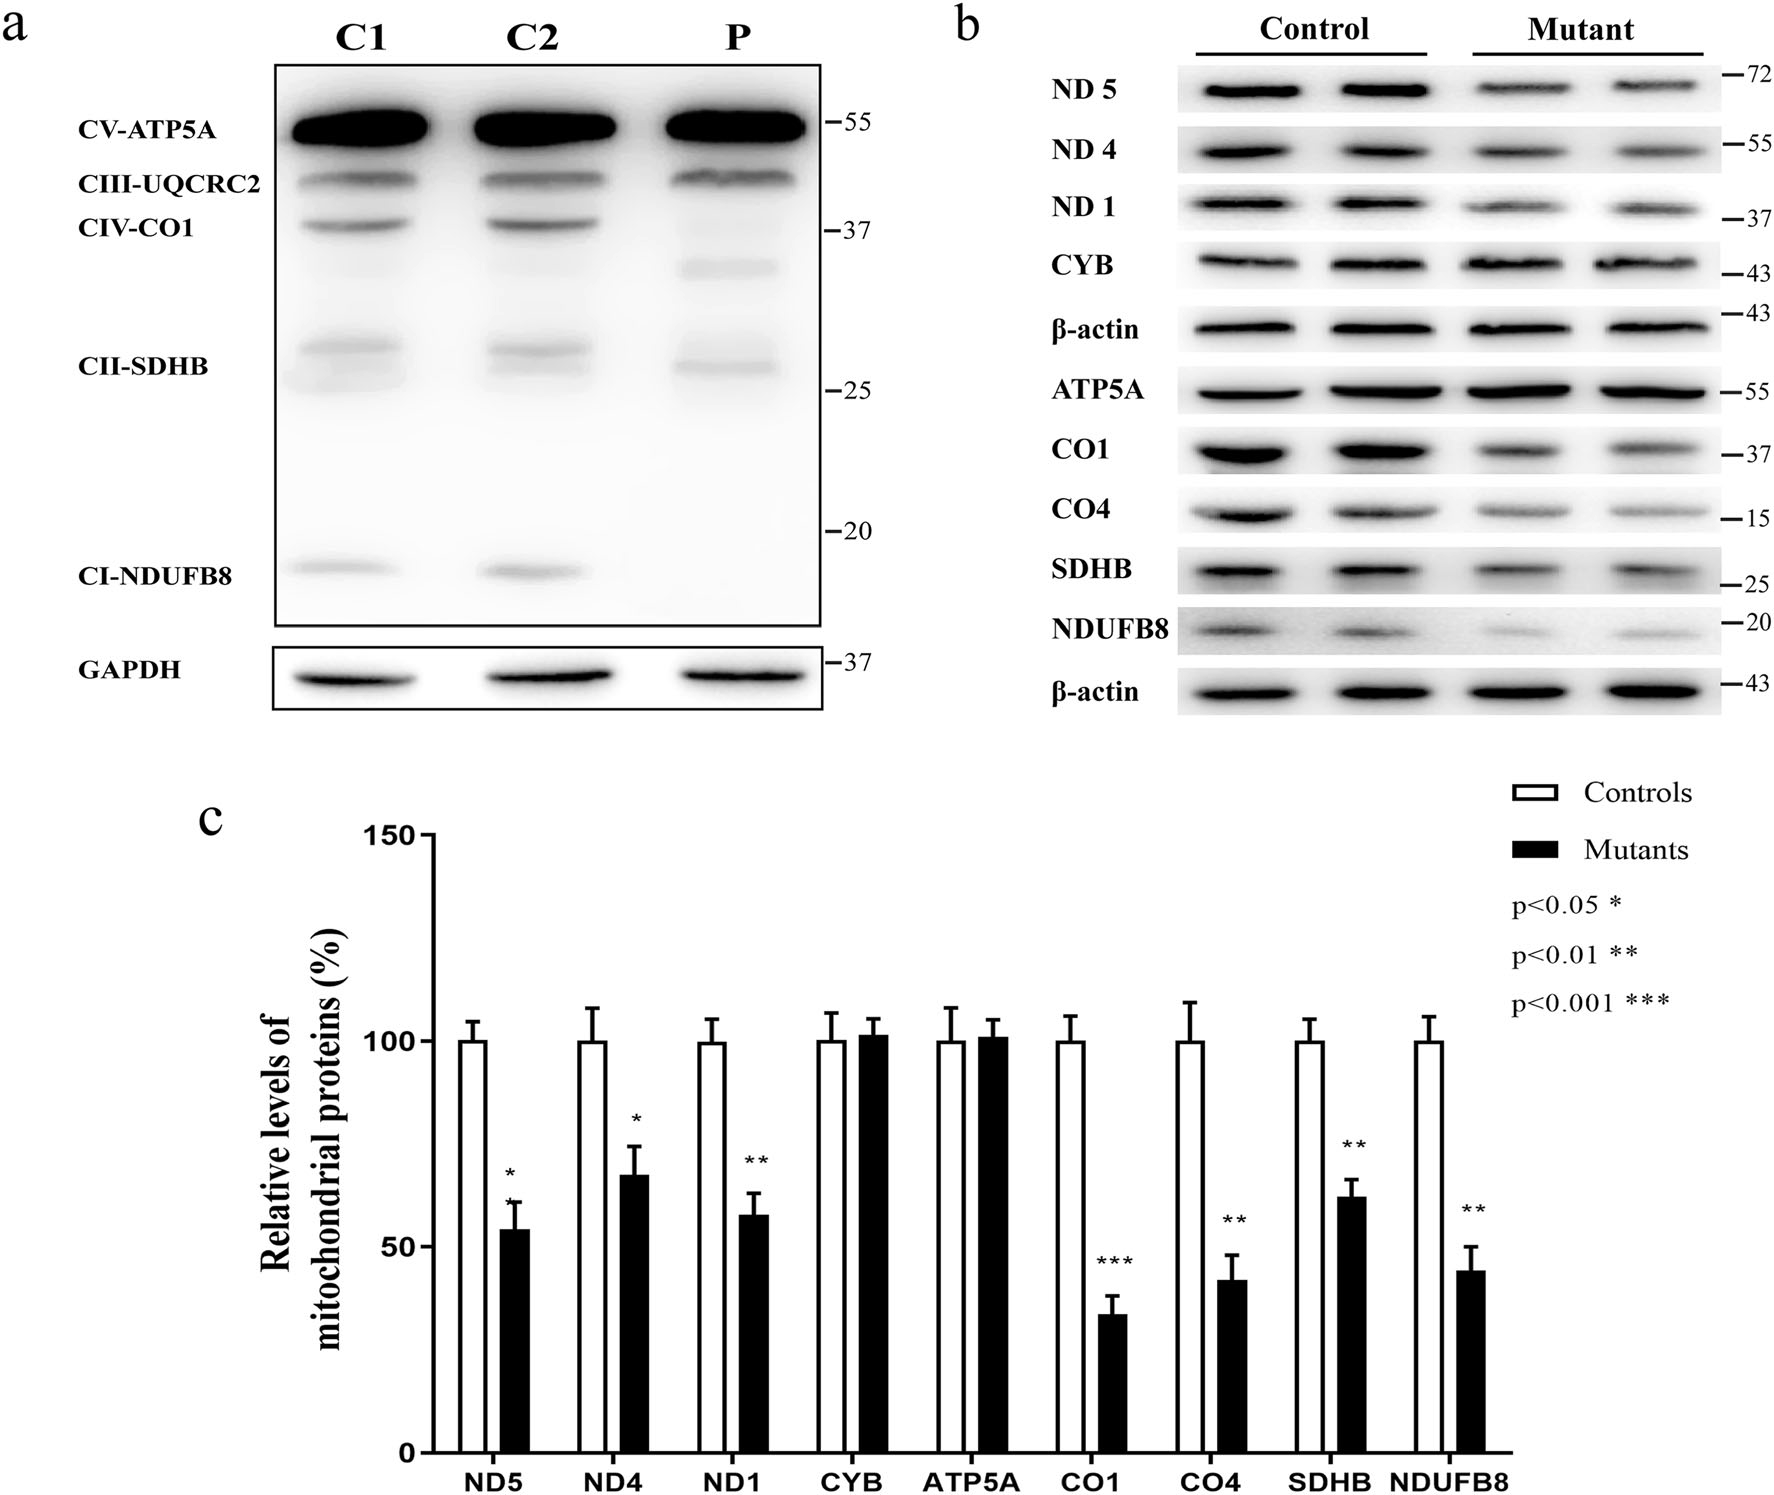 a
C1 C2 P
CV-ATP5A
CIII-UQCRC2
CIV-CO1
CII-SDHB
CI-NDUFB8
GAPDH
55
37
25
20
37
b
Control Mutant
ND 5 72
ND 4 55
ND 1 37
CYB 43
β-actin 43
ATP5A 55
CO1 37
CO4 15
SDHB 25
NDUFB8 20
β-actin 43
c
Relative levels of
mitochondrial proteins (%)
150
100
50
0
* *
*
**
***
**
**
**
ND5 ND4 ND1 CYB ATP5A CO1 CO4 SDHB NDUFB8
Controls
Mutants
p<0.05 *
p<0.01 **
p<0.001 ***